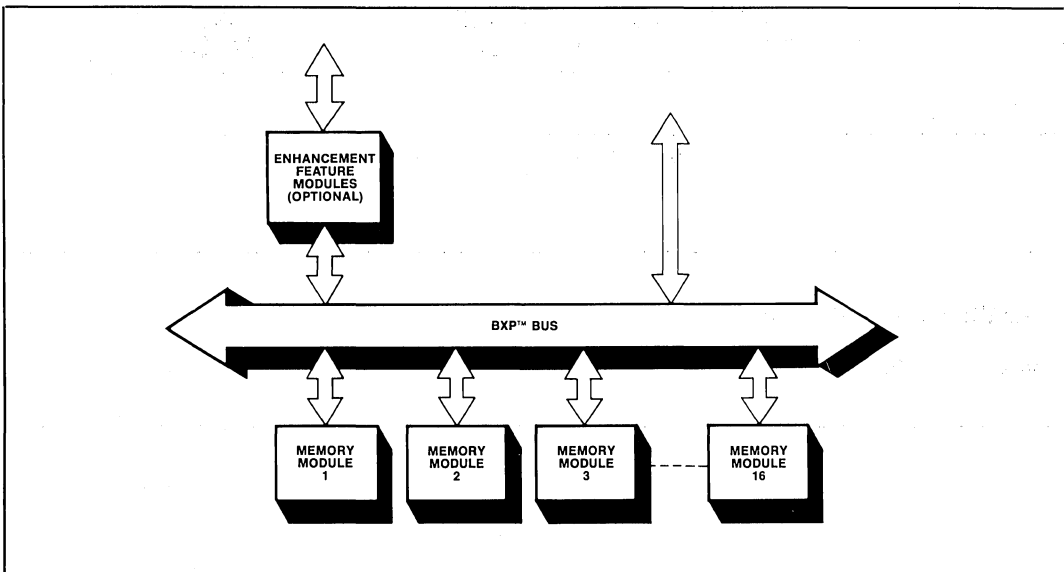 ENHANCEMENT
FEATURE
MODULES
(OPTIONAL)
BXP™ BUS
MEMORY
MODULE
1
MEMORY
MODULE
2
MEMORY
MODULE
3
MEMORY
MODULE
16